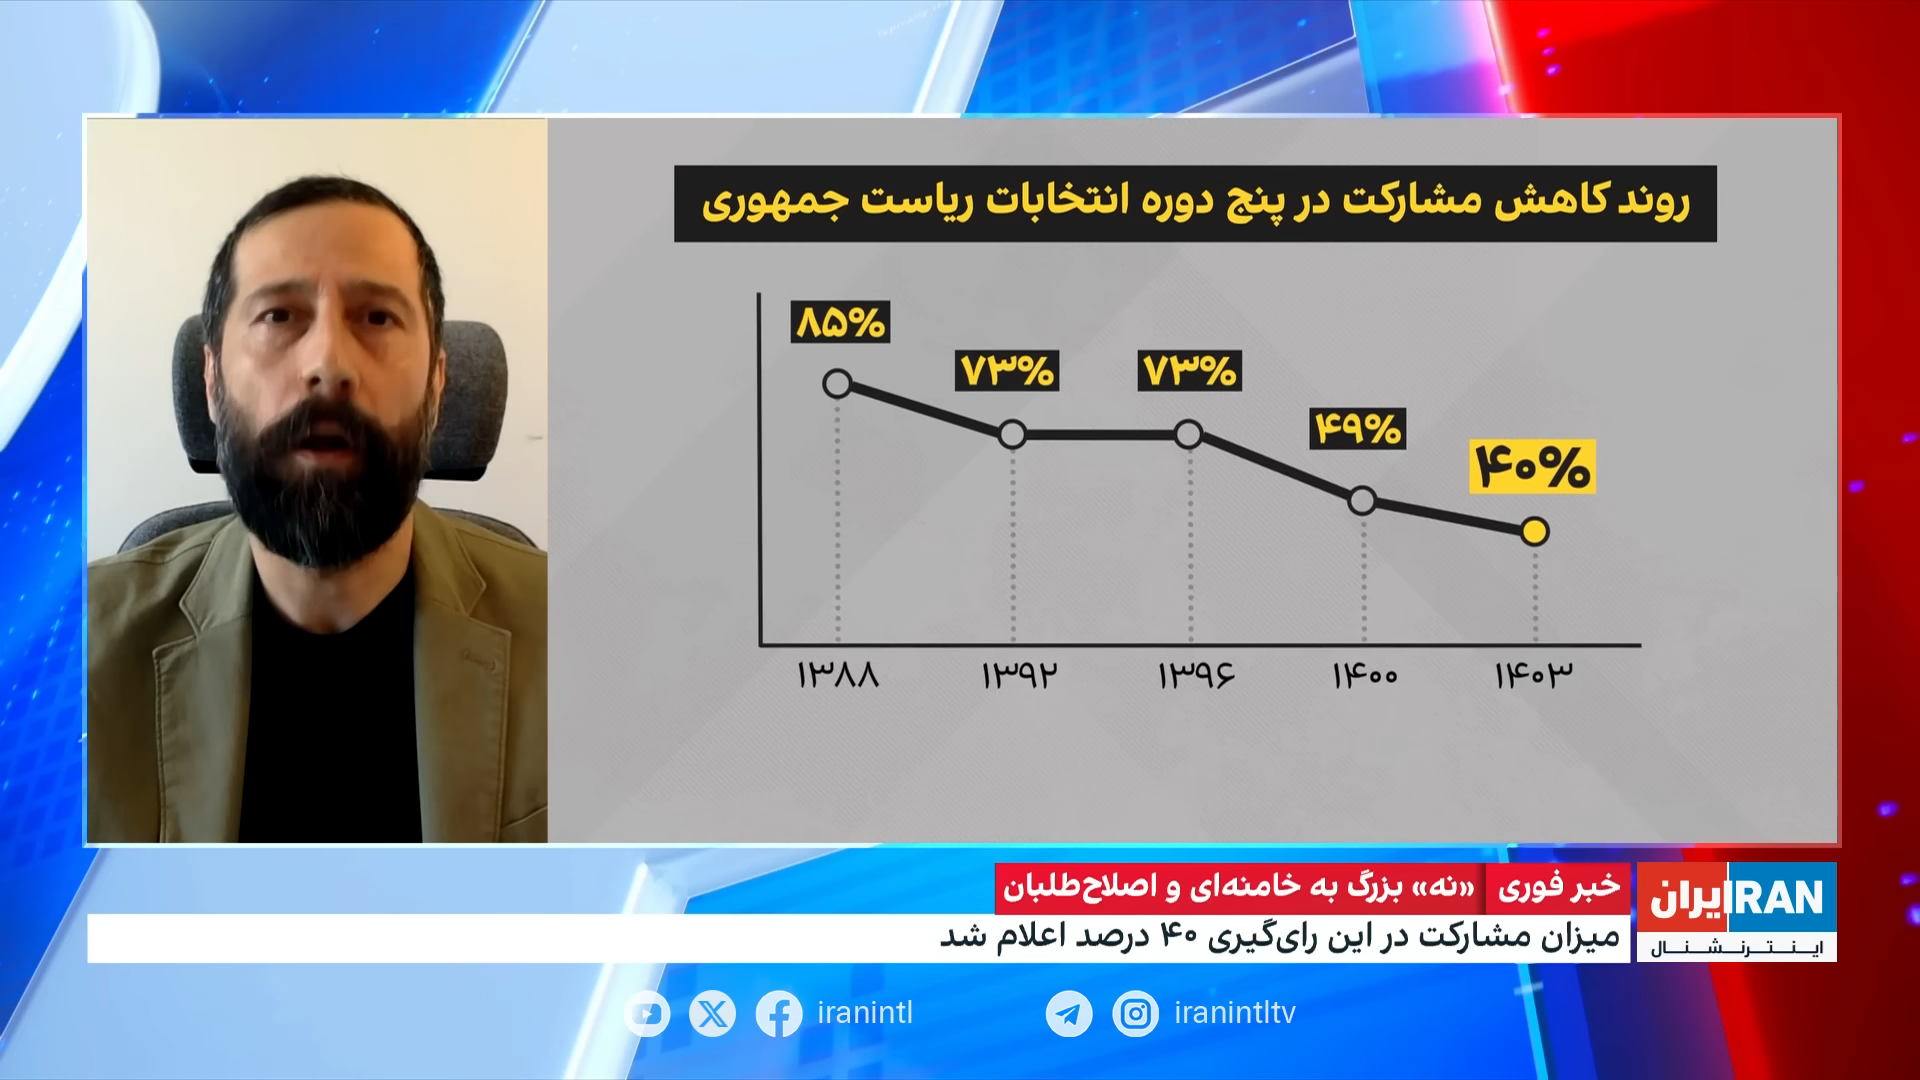 روند کاهش مشارکت در پنج دوره انتخابات ریاست جمهوری
۸۵%
۷۳%
۷۳%
۴۹%
۴۰%
۱۳۸۸
۱۳۹۲
۱۳۹۶
۱۴۰۰
۱۴۰۳
خبر فوری «نه» بزرگ به خامنه‌ای و اصلاح‌طلبان
میزان مشارکت در این رای‌گیری ۴۰ درصد اعلام شد
ایران IRAN
اینترنشنال
iranintl
iranintltv